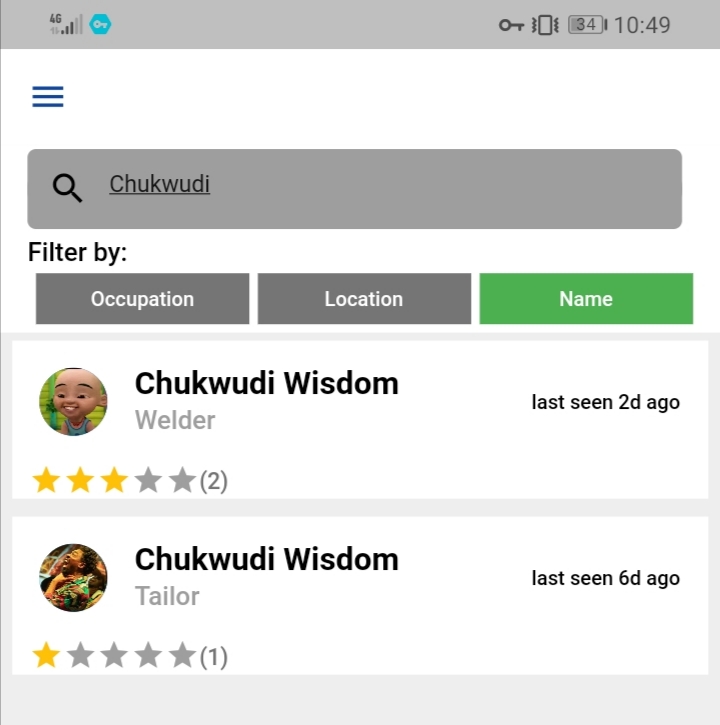 4G
34
10:49
Chukwudi
Filter by:
Occupation Location Name
Chukwudi Wisdom
last seen 2d ago
Welder
(2)
Chukwudi Wisdom
last seen 6d ago
Tailor
(1)